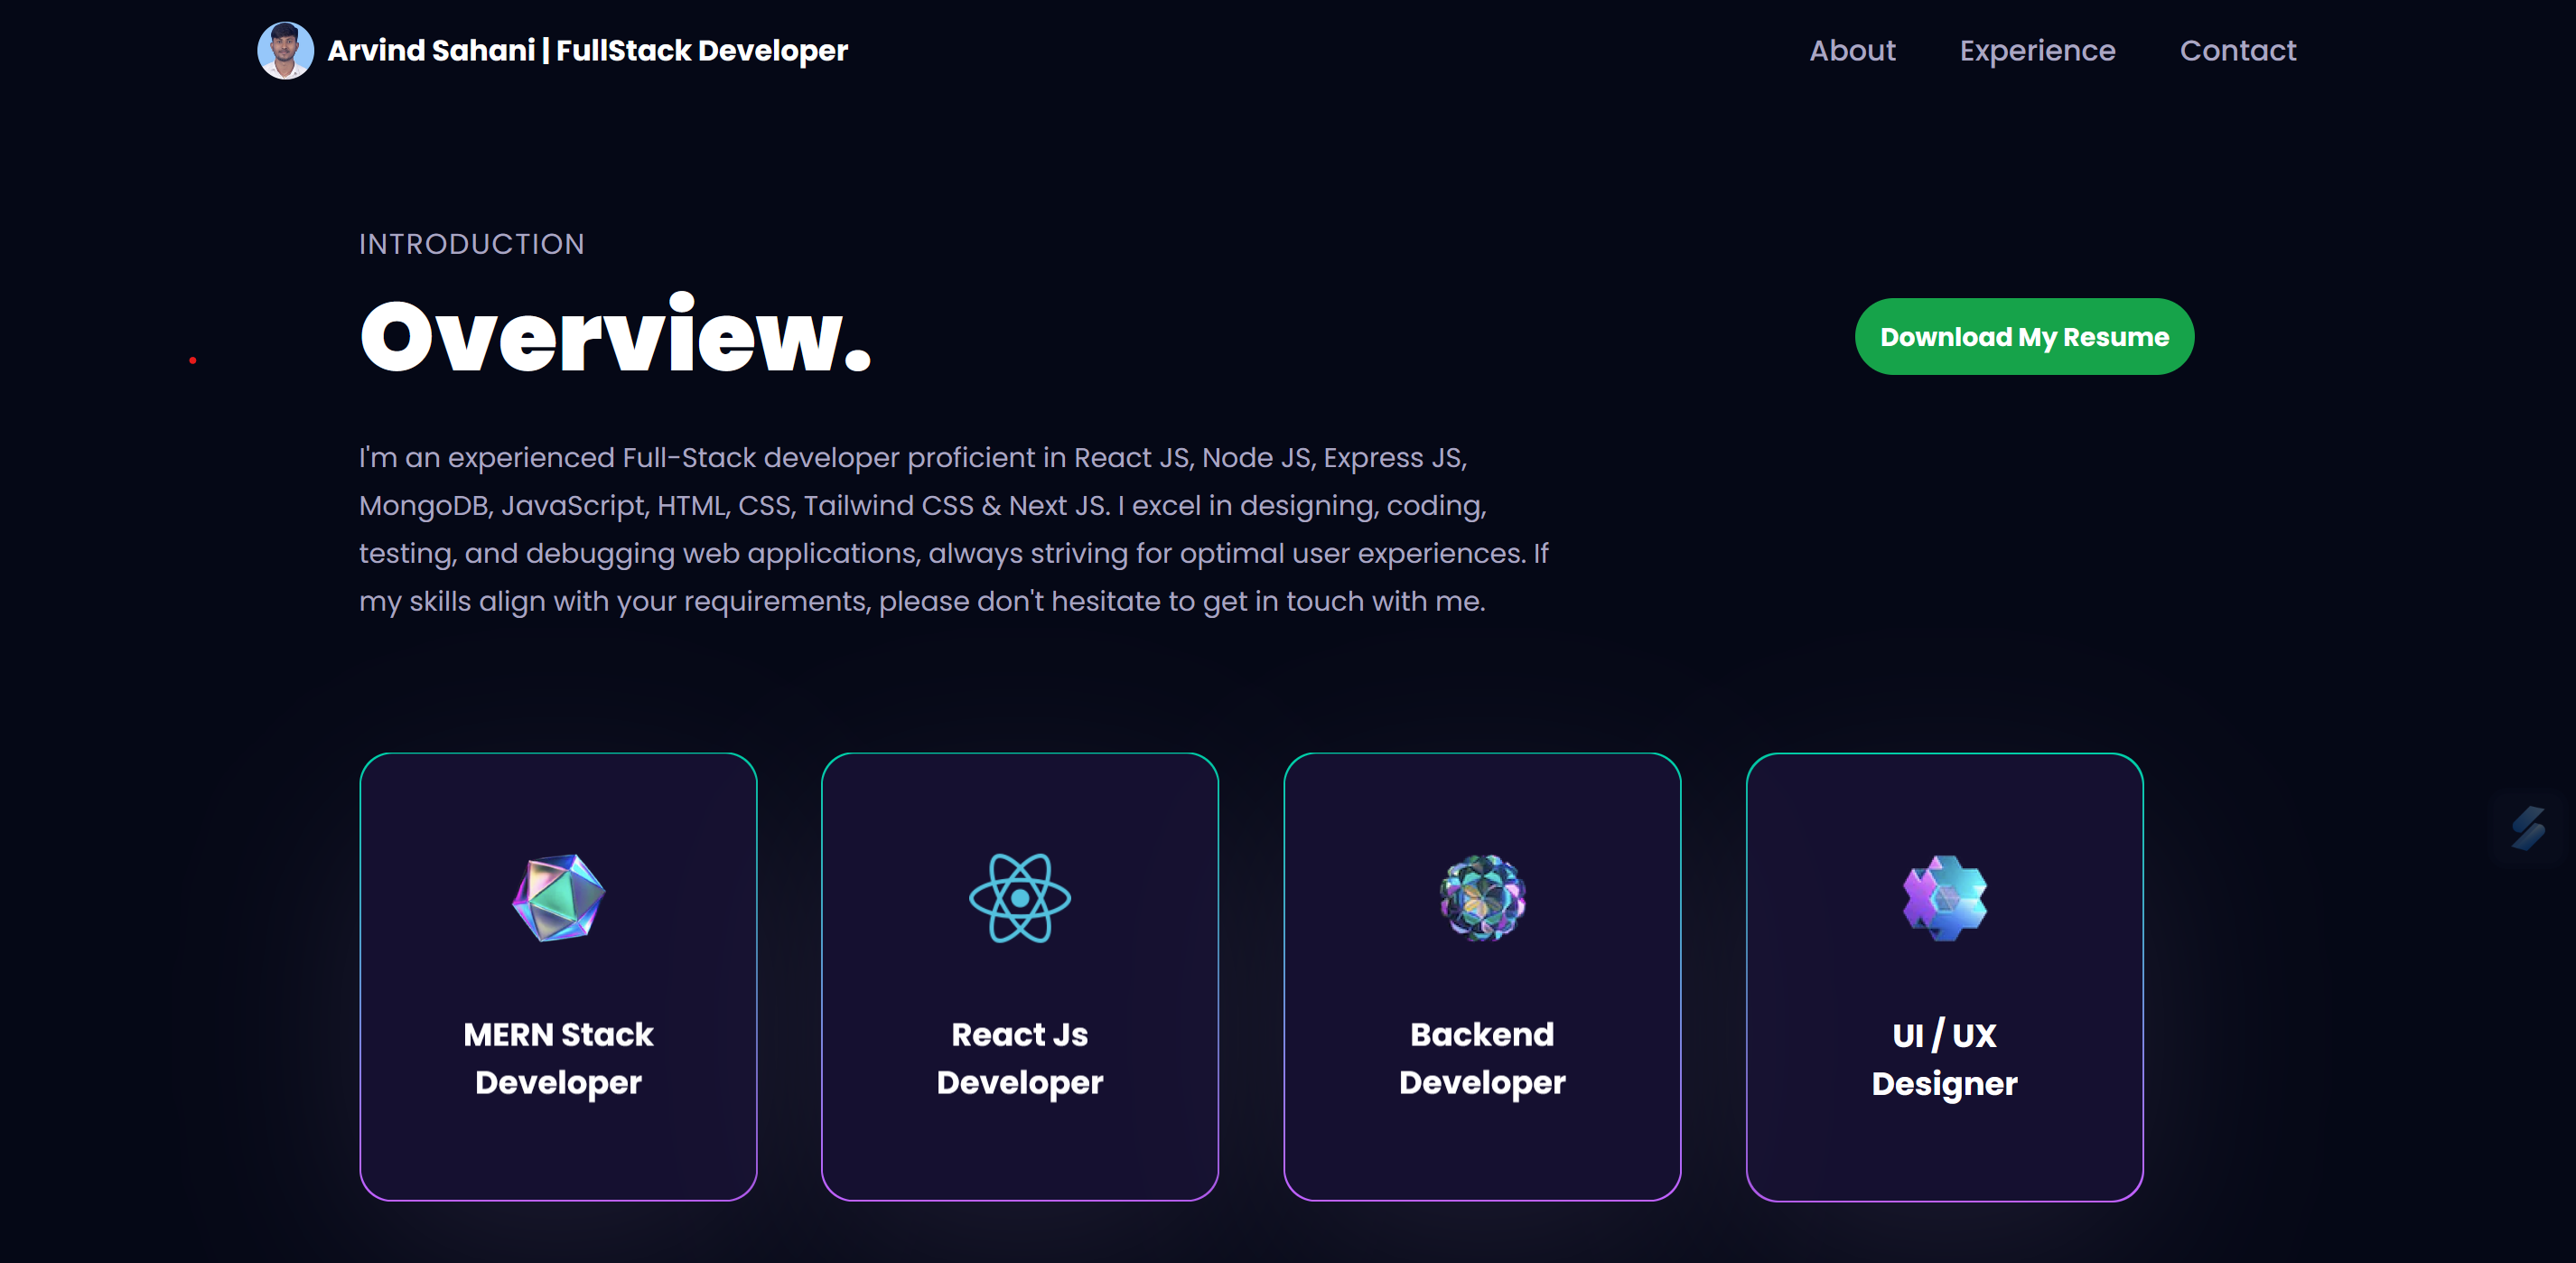 Arvind Sahani | FullStack Developer
About
Experience
Contact
INTRODUCTION
Overview.
Download My Resume
I'm an experienced Full-Stack developer proficient in React JS, Node JS, Express JS,
MongoDB, JavaScript, HTML, CSS, Tailwind CSS & Next JS. I excel in designing, coding,
testing, and debugging web applications, always striving for optimal user experiences. If
my skills align with your requirements, please don't hesitate to get in touch with me.
MERN Stack
Developer
React Js
Developer
Backend
Developer
UI / UX
Designer